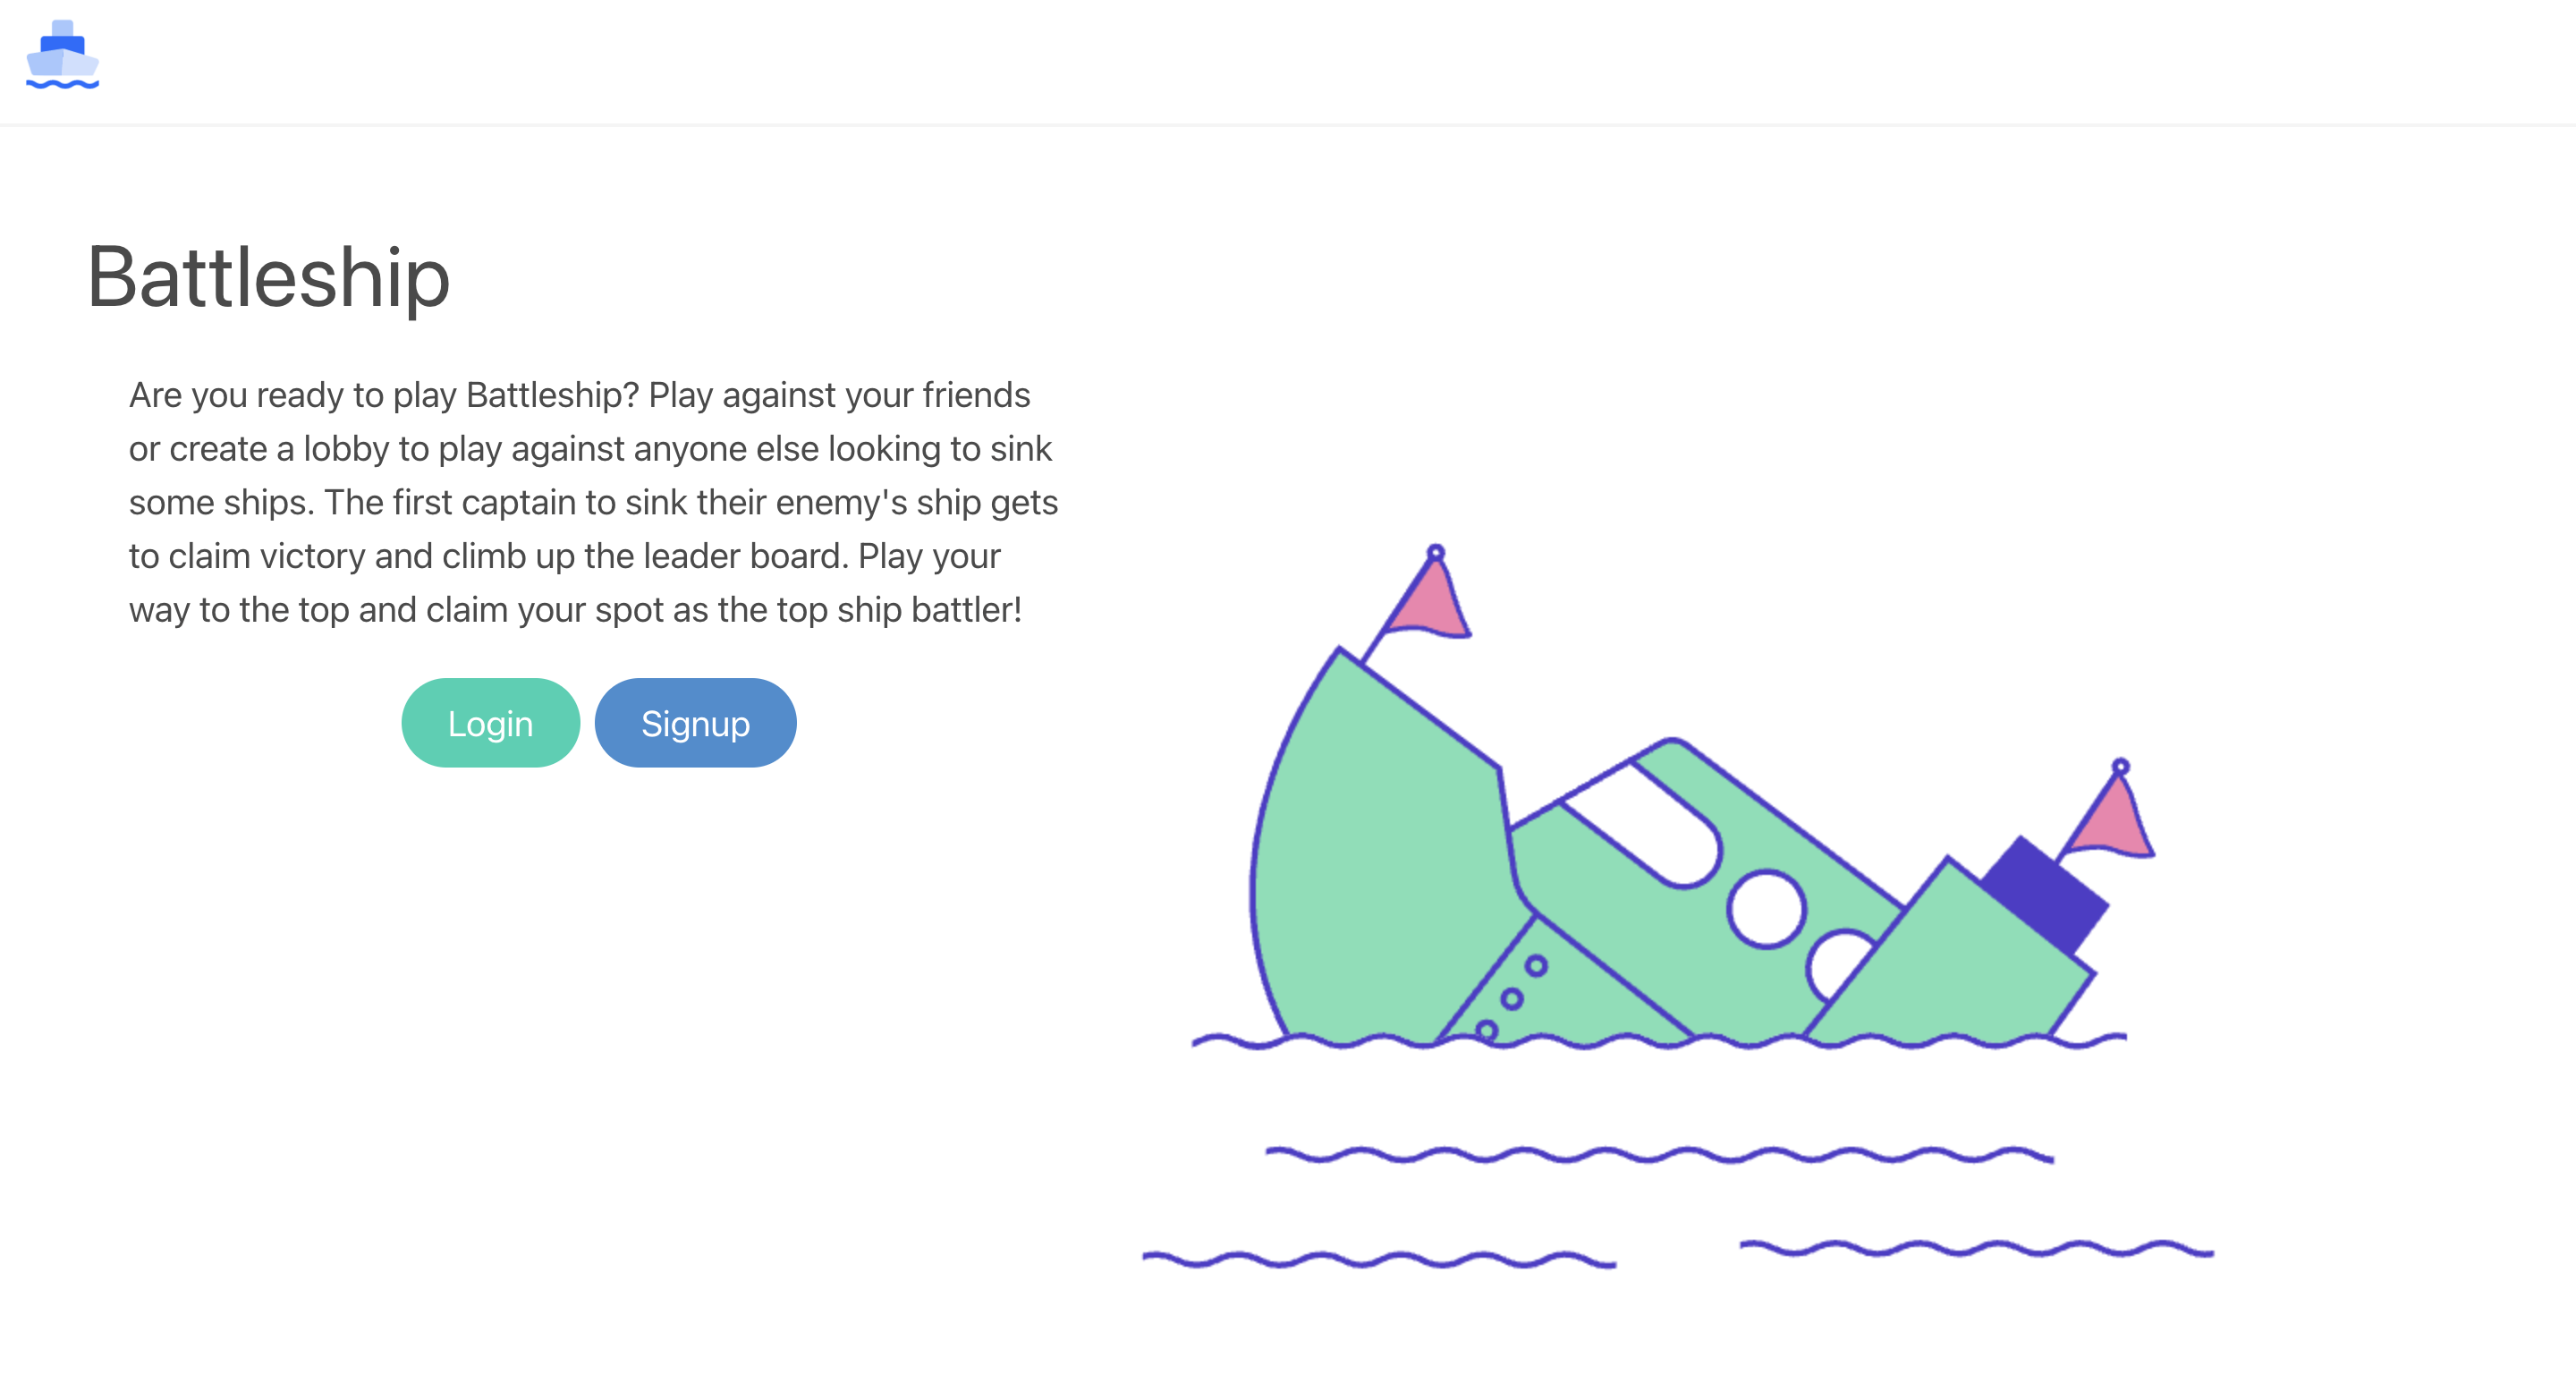 Battleship
Are you ready to play Battleship? Play against your friends
or create a lobby to play against anyone else looking to sink
some ships. The first captain to sink their enemy's ship gets
to claim victory and climb up the leader board. Play your
way to the top and claim your spot as the top ship battler!
Login
Signup